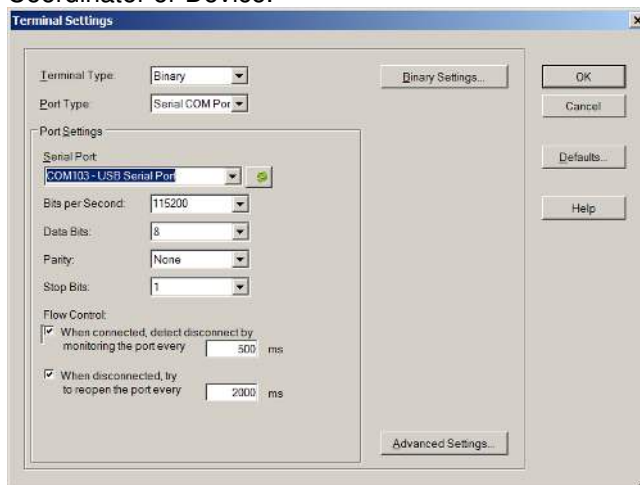 Coordinator or Device.
Terminal Settings
Terminal Type: Binary Binary Settings... OK
Port Type: Serial COM Por Cancel
Port Settings
Serial Port Defaults...
COM103 - USB Serial Port
Bits per Second: 115200 Help
Data Bits: 8
Parity: None
Stop Bits: 1
Flow Control:
When connected, detect disconnect by
monitoring the port every 500 ms
When disconnected, try
to reopen the port every 2000 ms
Advanced Settings...